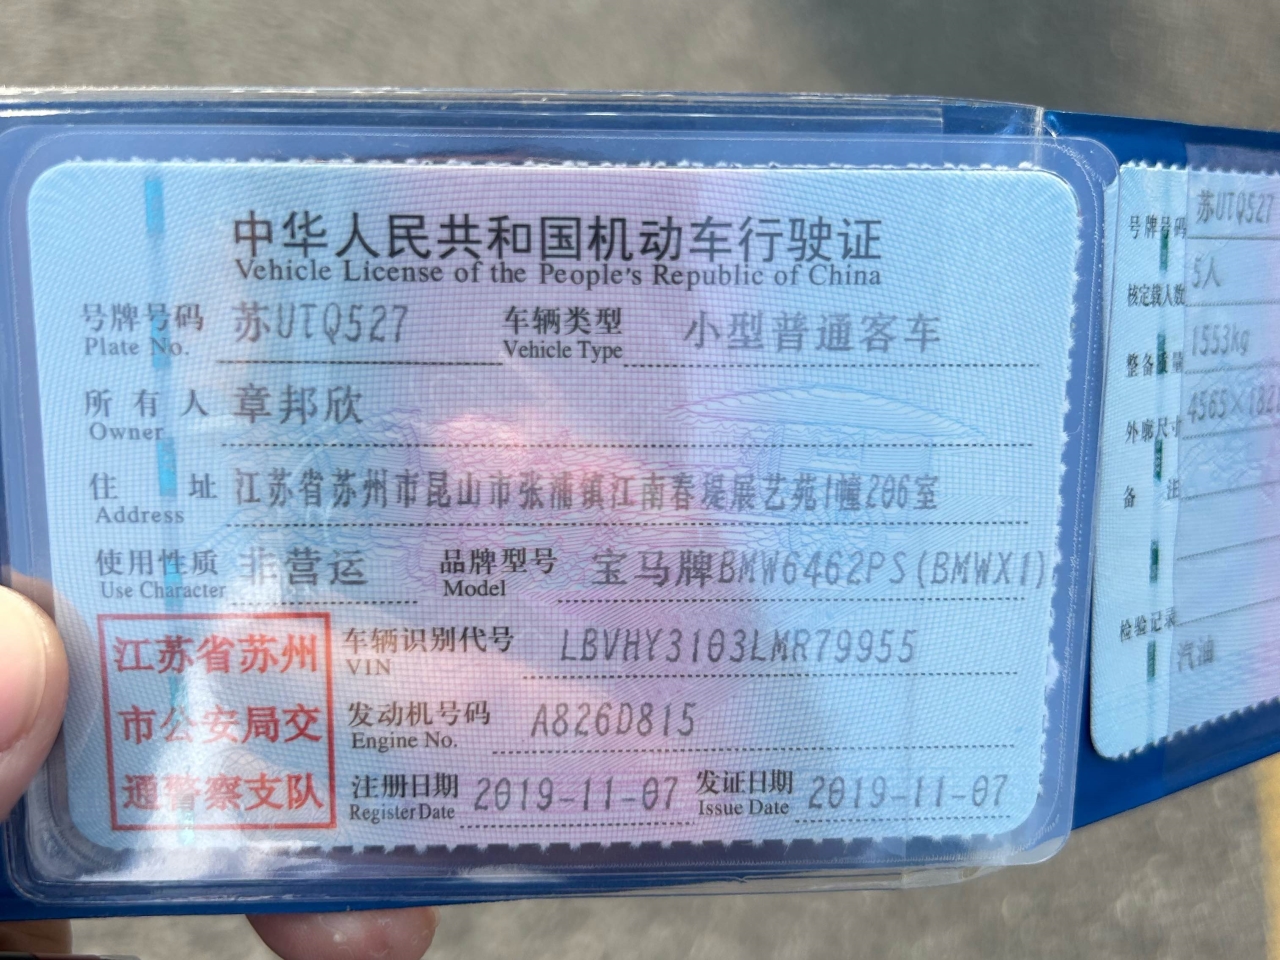 中华人民共和国机动车行驶证
Vehicle License of the People's Republic of China
号牌号码 苏UTQ527 车辆类型 小型普通客车
Plate No. Vehicle Type
所有人 章邦欣
Owner
住址 江苏省苏州市昆山市张浦镇江南春堤展艺苑1幢206室
Address
使用性质 非营运 品牌型号 宝马牌BMW6462PS(BMWX1)
Use Character Model
江苏省苏州
市公安局交
通警察支队
车辆识别代号 LBVHY3103LMR79955
VIN
发动机号码 A826D815
Engine No.
注册日期 2019-11-07 发证日期 2019-11-07
Register Date Issue Date
号牌号码 苏UTQ527
核定载人数 5人
整备质量 1553kg
外廓尺寸 4565×182
备注
检验记录
汽油